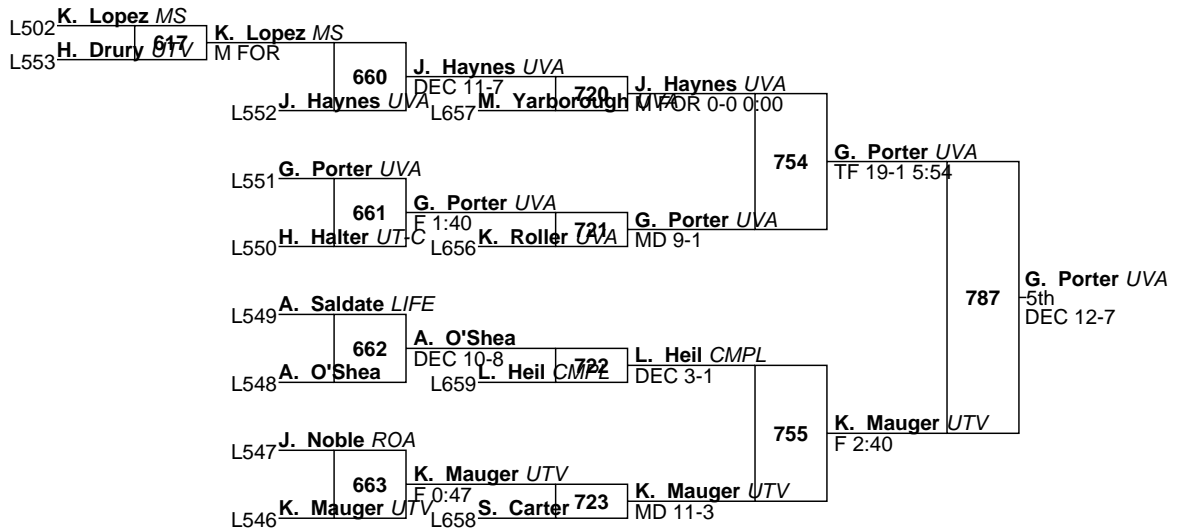 L502 K. Lopez MS
617
L553 H. Drury UTV
K. Lopez MS
M FOR
660
L552 J. Haynes UVA
J. Haynes UVA
DEC 11-7
720
L657 M. Yarborough UVA
J. Haynes UVA
M FOR 0-0 0:00
754
L551 G. Porter UVA
661
L550 H. Halter UT-C
G. Porter UVA
F 1:40
721
L656 K. Roller UVA
G. Porter UVA
MD 9-1
G. Porter UVA
TF 19-1 5:54
787
L549 A. Saldate LIFE
662
L548 A. O'Shea
A. O'Shea
DEC 10-8
722
L659 L. Heil CMPL
L. Heil CMPL
DEC 3-1
755
L547 J. Noble ROA
663
L546 K. Mauger UTV
K. Mauger UTV
F 0:47
723
L658 S. Carter
K. Mauger UTV
MD 11-3
K. Mauger UTV
F 2:40
G. Porter UVA
5th
DEC 12-7